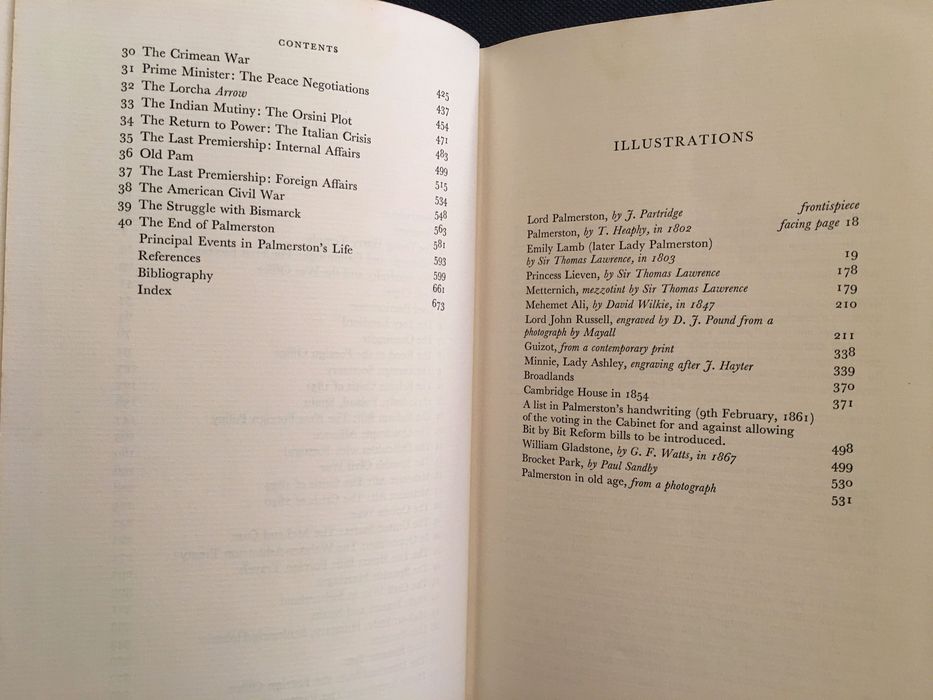 CONTENTS
30 The Crimean War 425
31 Prime Minister: The Peace Negotiations 437
32 The Lorcha Arrow 454
33 The Indian Mutiny: The Orsini Plot 471
34 The Return to Power: The Italian Crisis 483
35 The Last Premiership: Internal Affairs 499
36 Old Pam 515
37 The Last Premiership: Foreign Affairs 534
38 The American Civil War 548
39 The Struggle with Bismarck 563
40 The End of Palmerston 581
Principal Events in Palmerston's Life 593
References 599
Bibliography 661
Index 673
ILLUSTRATIONS
Lord Palmerston, by J. Partridge frontispiece
Palmerston, by T. Heaphy, in 1802 facing page 18
Emily Lamb (later Lady Palmerston)
by Sir Thomas Lawrence, in 1803 19
Princess Lieven, by Sir Thomas Lawrence 178
Metternich, mezzotint by Sir Thomas Lawrence 179
Mehemet Ali, by David Wilkie, in 1847 210
Lord John Russell, engraved by D. J. Pound from a
photograph by Mayall 211
Guizot, from a contemporary print 338
Minnie, Lady Ashley, engraving after J. Hayter 339
Broadlands 370
Cambridge House in 1854 371
A list in Palmerston's handwriting (9th February, 1861)
of the voting in the Cabinet for and against allowing
Bit by Bit Reform bills to be introduced. 498
William Gladstone, by G. F. Watts, in 1867 499
Brocket Park, by Paul Sandby 530
Palmerston in old age, from a photograph 531